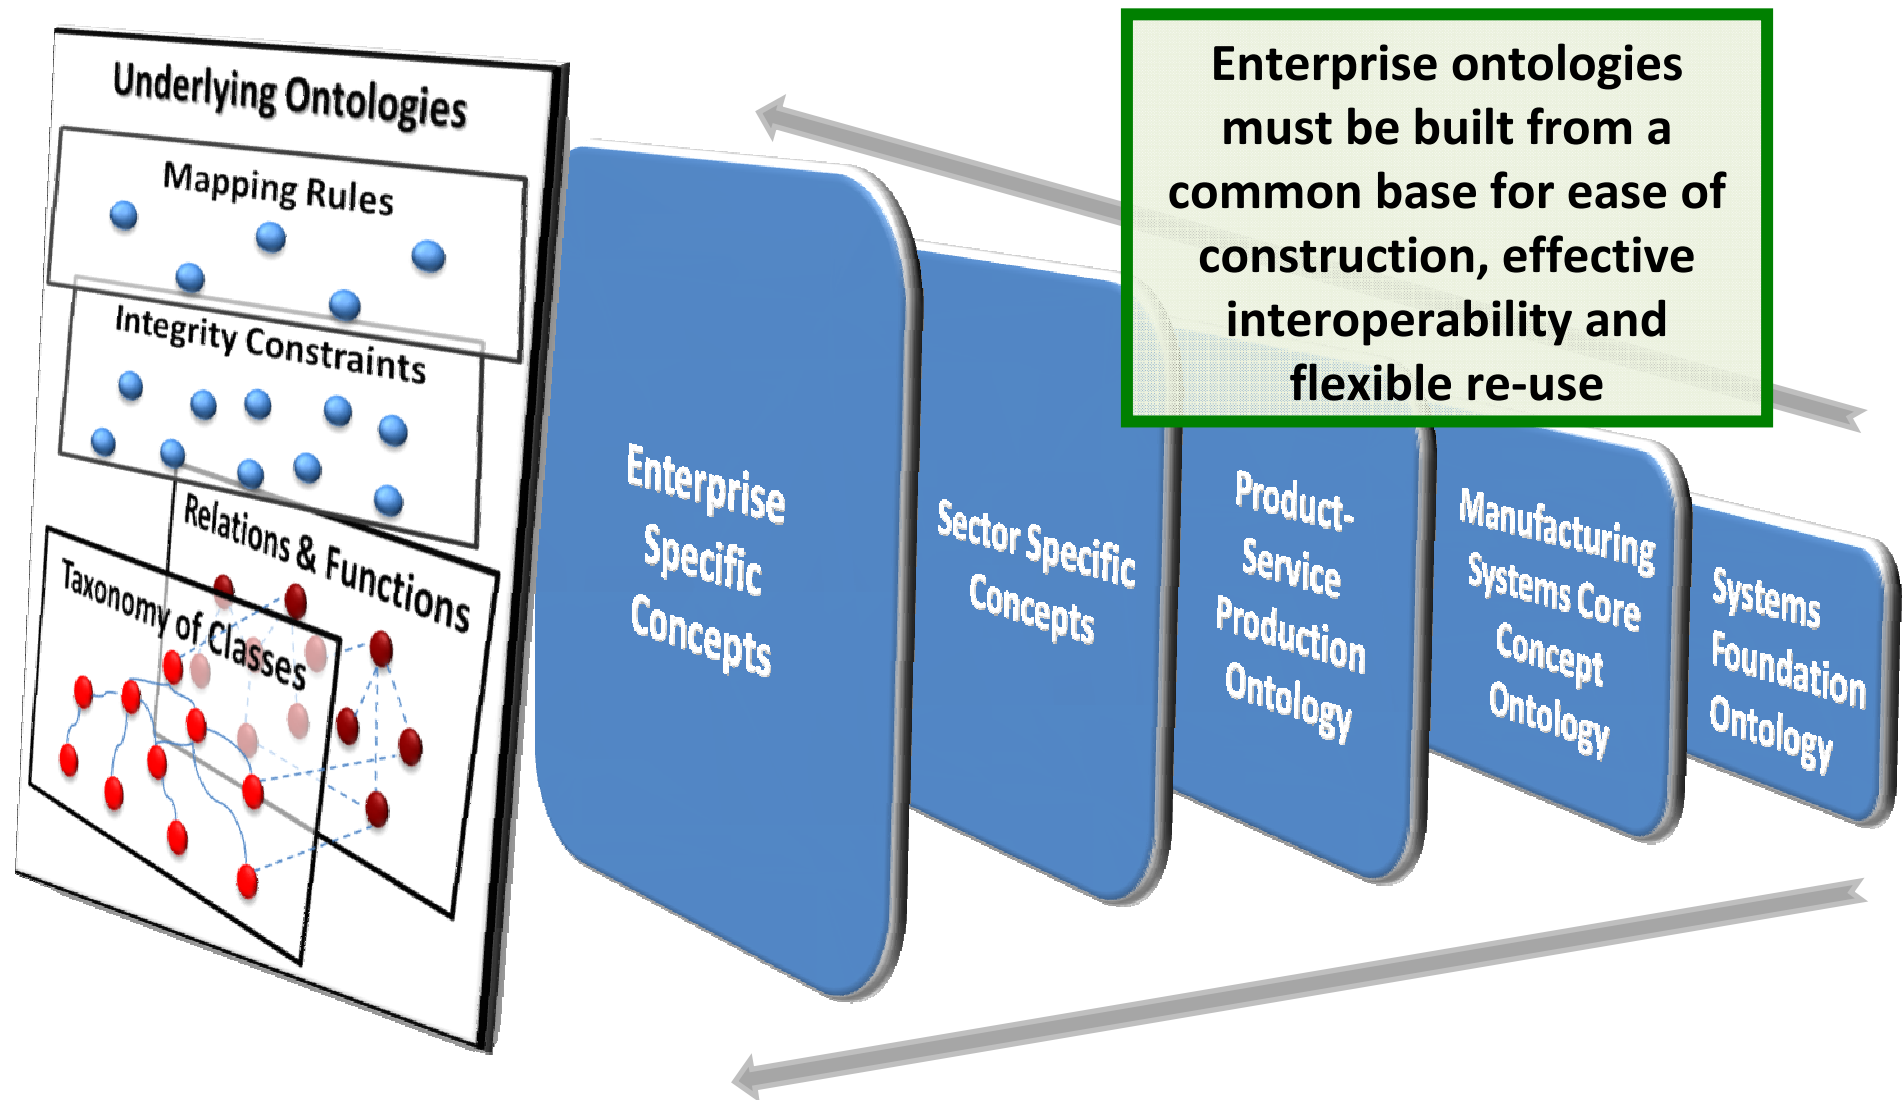 Underlying Ontologies
Mapping Rules
Integrity Constraints
Relations & Functions
Taxonomy of Classes
Enterprise
Specific
Concepts
Sector Specific
Concepts
Product-
Service
Production
Ontology
Manufacturing
Systems Core
Concept
Ontology
Systems
Foundation
Ontology
Enterprise ontologies
must be built from a
common base for ease of
construction, effective
interoperability and
flexible re-use